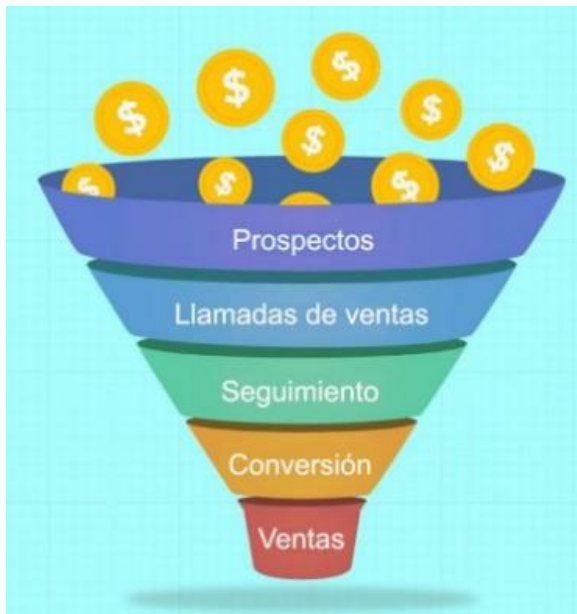 $
$
$
$
$
$
$
$
$
Prospectos
Llamadas de ventas
Seguimiento
Conversión
Ventas